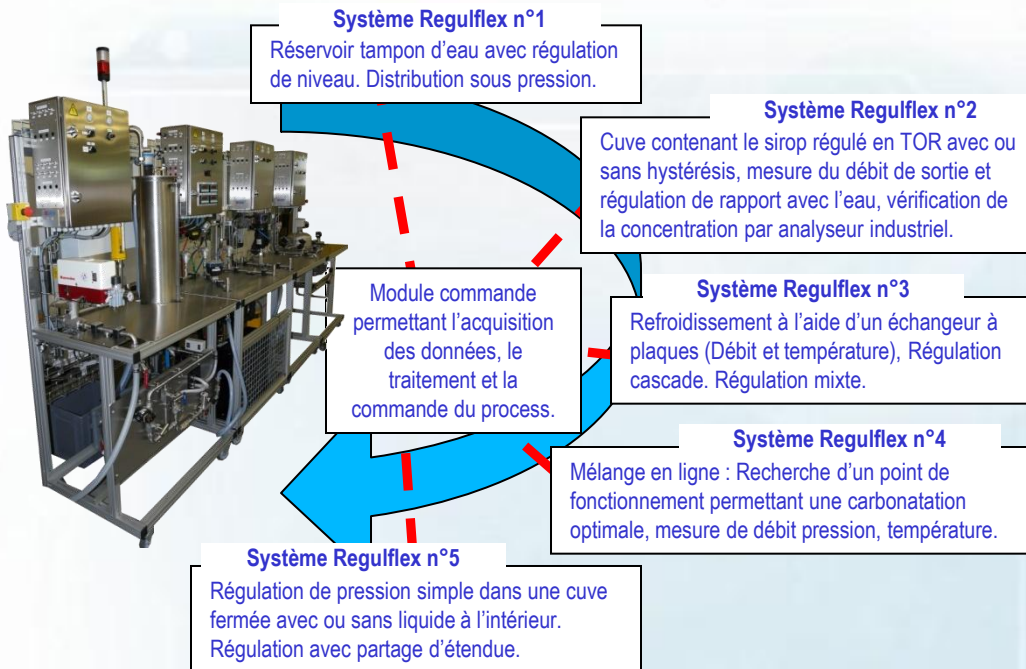 Système Regulflex n°1
Réservoir tampon d'eau avec régulation
de niveau. Distribution sous pression.
Système Regulflex n°2
Cuve contenant le sirop régulé en TOR avec ou
sans hystérésis, mesure du débit de sortie et
régulation de rapport avec l'eau, vérification de
la concentration par analyseur industriel.
Module commande
permettant l'acquisition
des données, le
traitement et la
commande du process.
Système Regulflex n°3
Refroidissement à l'aide d'un échangeur à
plaques (Débit et température), Régulation
cascade. Régulation mixte.
Système Regulflex n°4
Mélange en ligne : Recherche d'un point de
fonctionnement permettant une carbonatation
optimale, mesure de débit pression, température.
Système Regulflex n°5
Régulation de pression simple dans une cuve
fermée avec ou sans liquide à l'intérieur.
Régulation avec partage d'étendue.